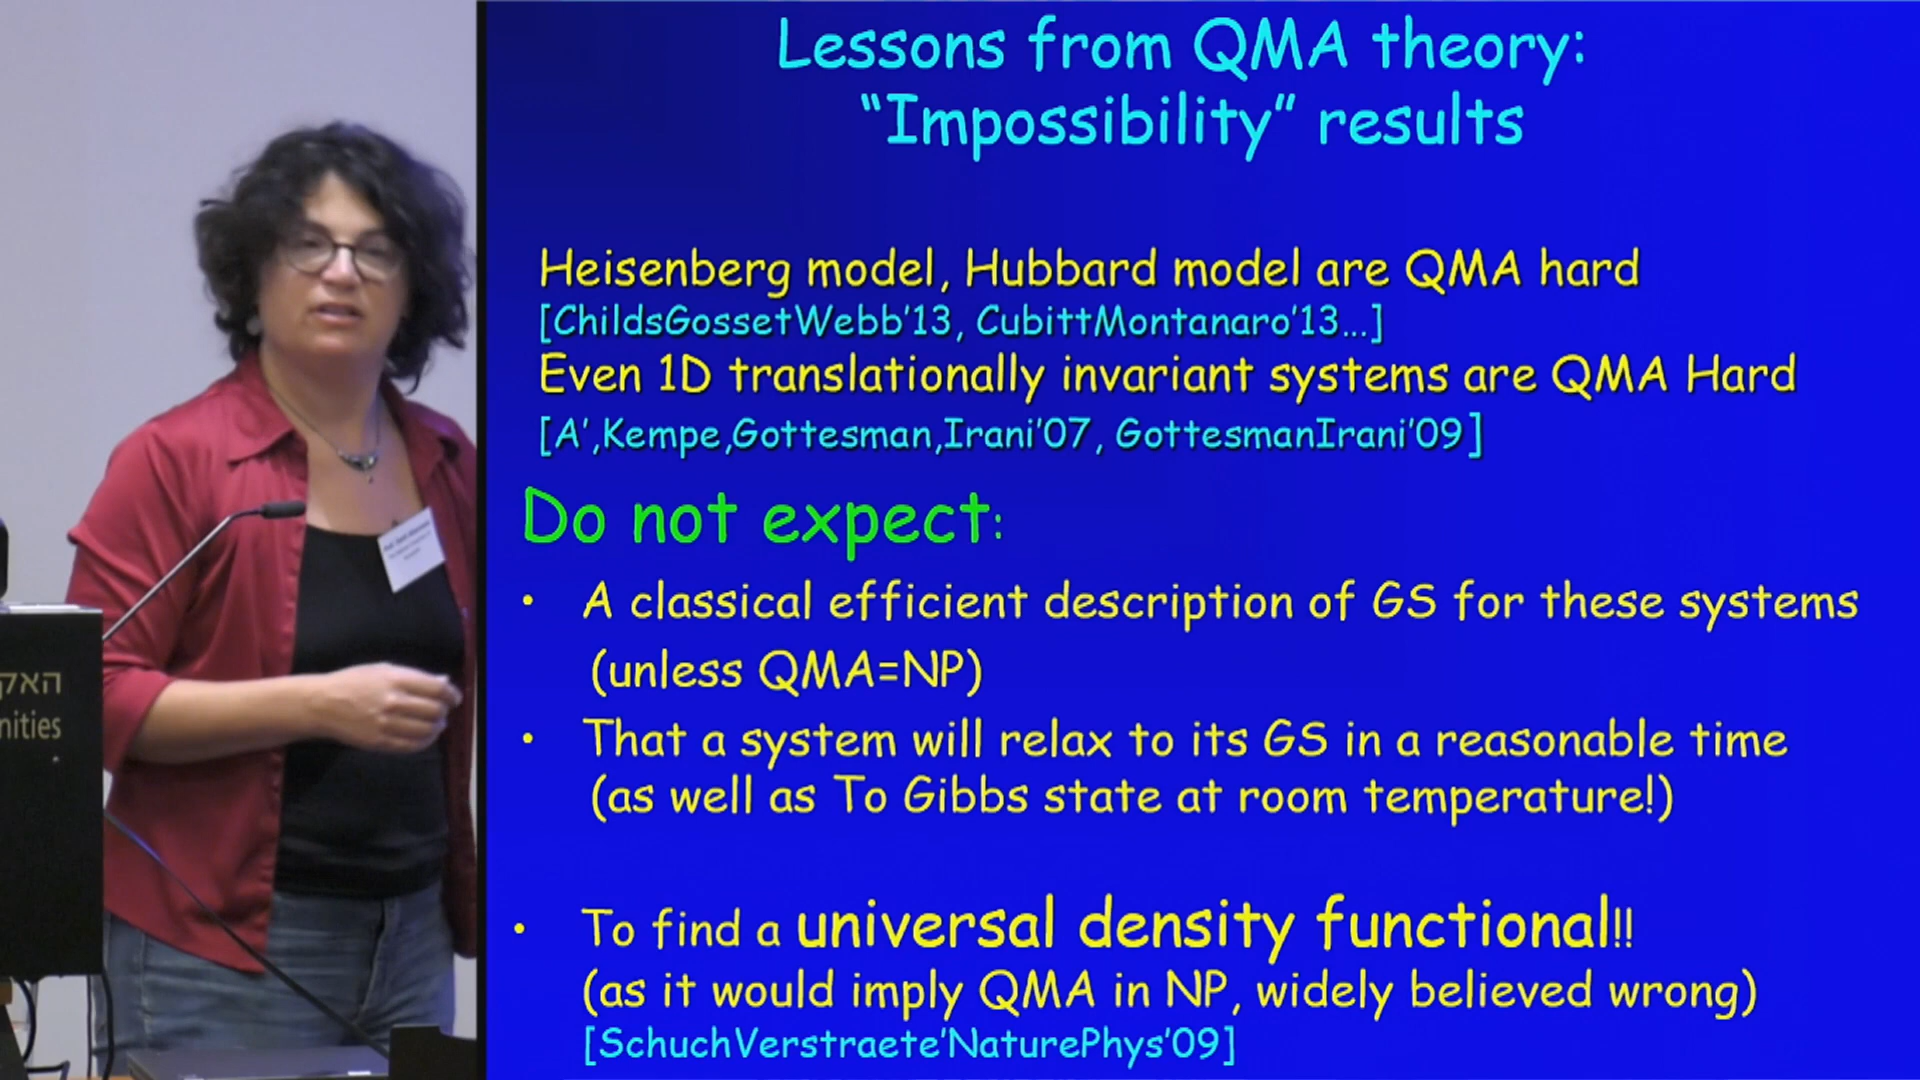 Lessons from QMA theory:
“Impossibility” results
Heisenberg model, Hubbard model are QMA hard
[ChildsGossetWebb’13, CubittMontanaro’13...]
Even 1D translationally invariant systems are QMA Hard
[A’,Kempe,Gottesman,Irani’07, GottesmanIrani’09]
Do not expect:
• A classical efficient description of GS for these systems
(unless QMA=NP)
• That a system will relax to its GS in a reasonable time
(as well as To Gibbs state at room temperature!)
• To find a universal density functional!!
(as it would imply QMA in NP, widely believed wrong)
[SchuchVerstraete’NaturePhys’09]
האק
nities